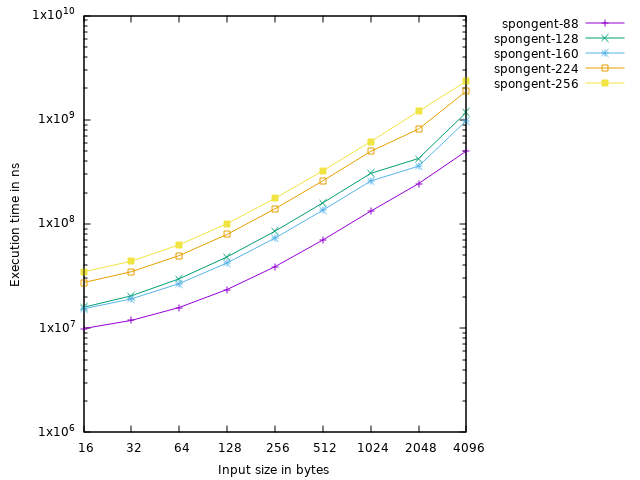 1x10^10
1x10^9
1x10^8
1x10^7
1x10^6
Execution time in ns
16 32 64 128 256 512 1024 2048 4096
Input size in bytes
spongent-88
spongent-128
spongent-160
spongent-224
spongent-256